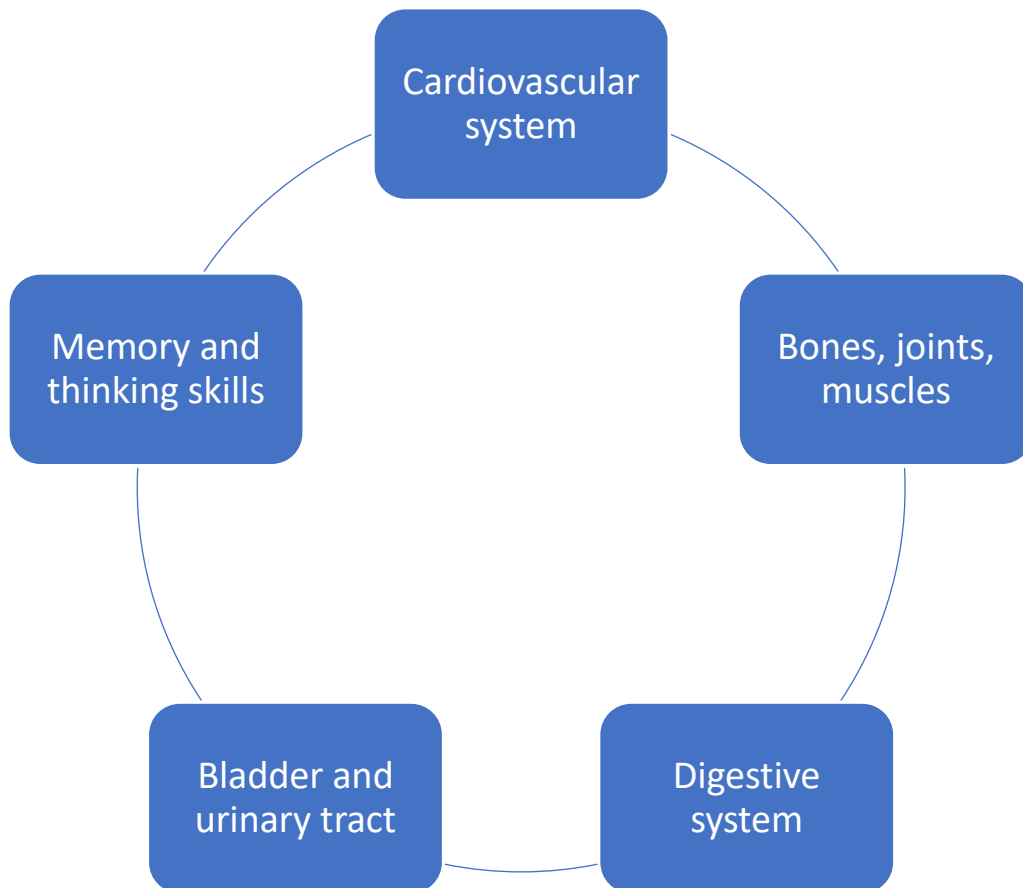 Cardiovascular
system
Bones, joints,
muscles
Digestive
system
Bladder and
urinary tract
Memory and
thinking skills